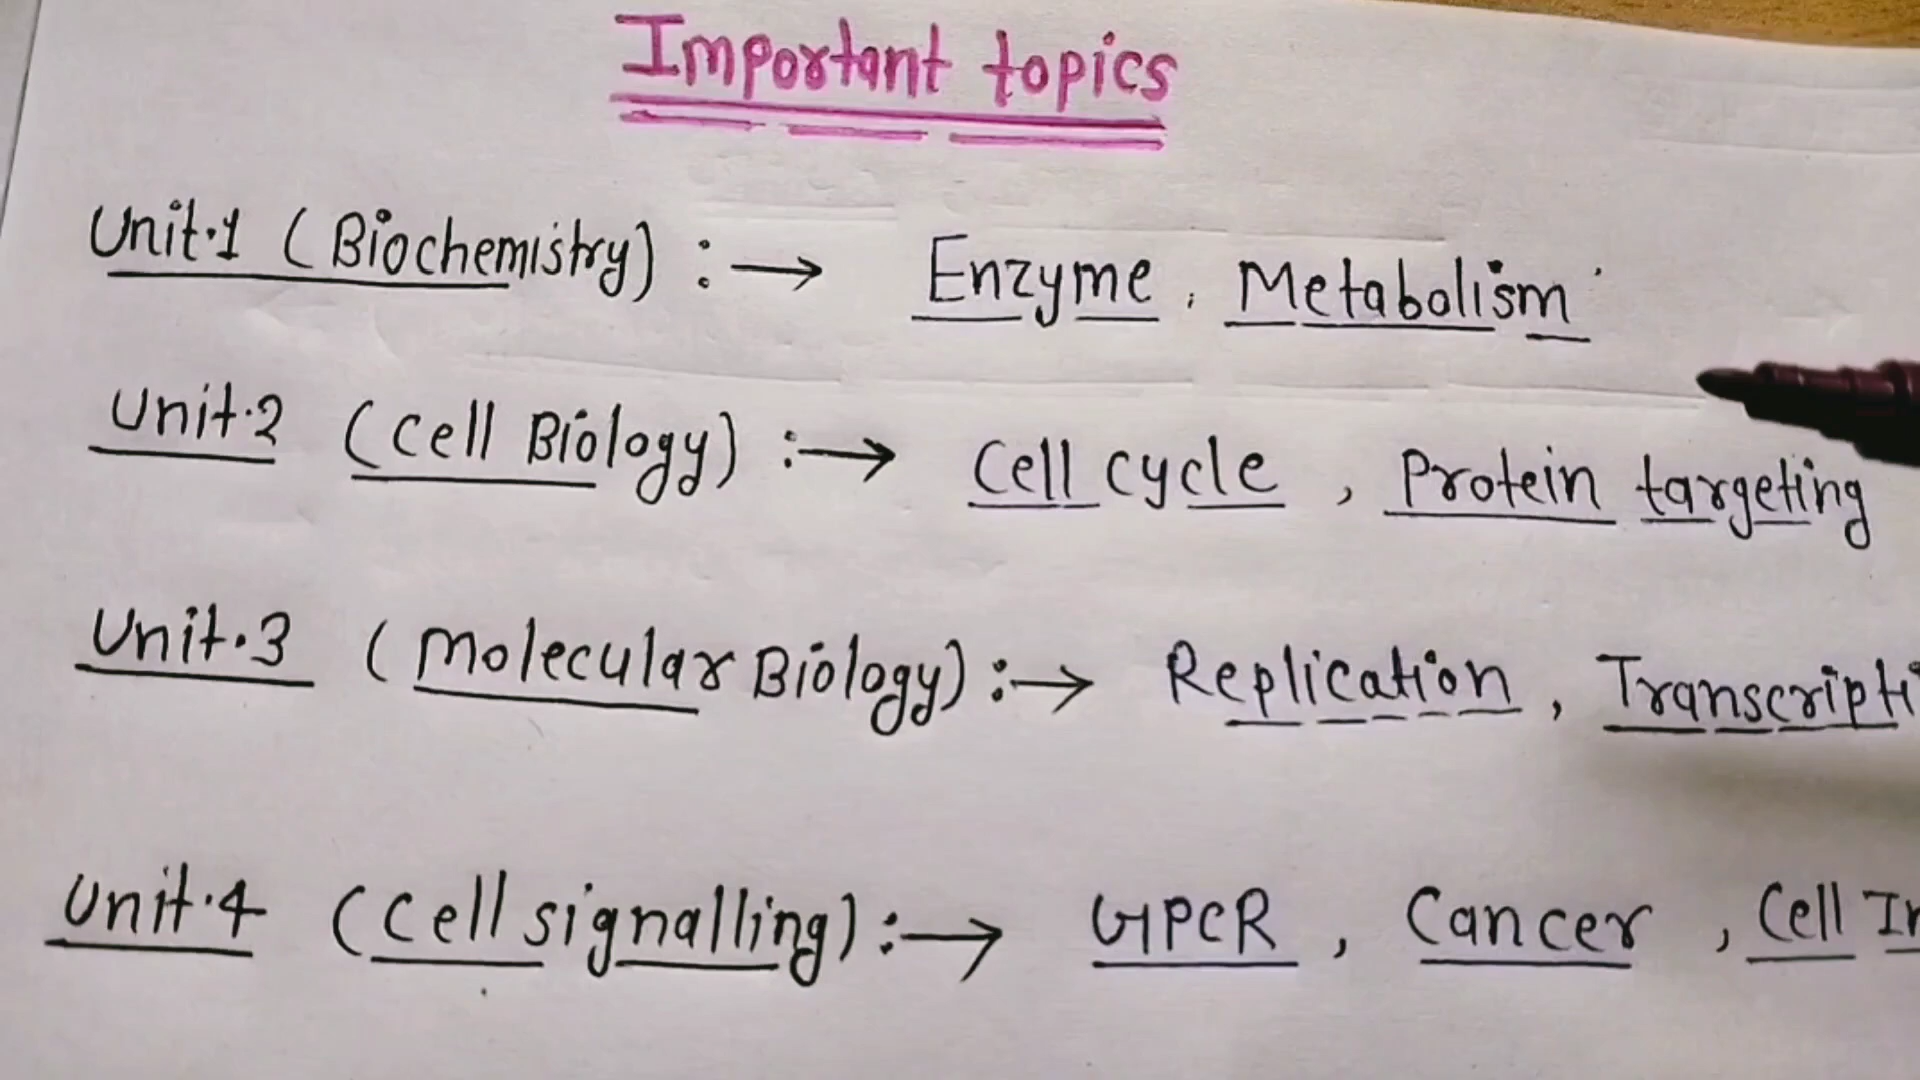 Important topics
Unit.1 (Biochemistry) :→ Enzyme, Metabolism
Unit.2 (Cell Biology) :→ Cell cycle, Protein targeting
Unit.3 (Molecular Biology) :→ Replication, Transcripti
Unit.4 (Cell signalling) :→ GPCR, Cancer, Cell In